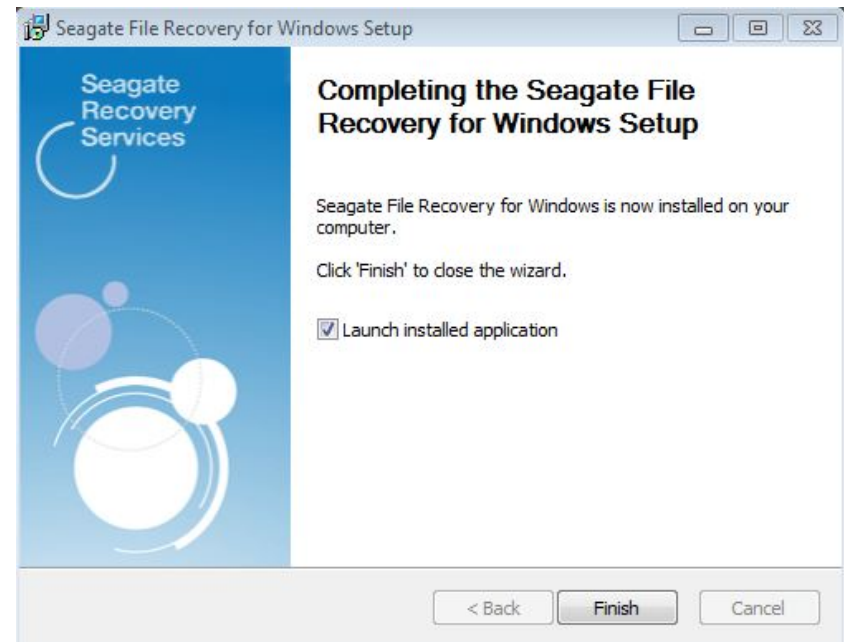 Seagate File Recovery for Windows Setup
Seagate
Recovery
Services
Completing the Seagate File
Recovery for Windows Setup
Seagate File Recovery for Windows is now installed on your
computer.
Click 'Finish' to close the wizard.
Launch installed application
< Back Finish Cancel